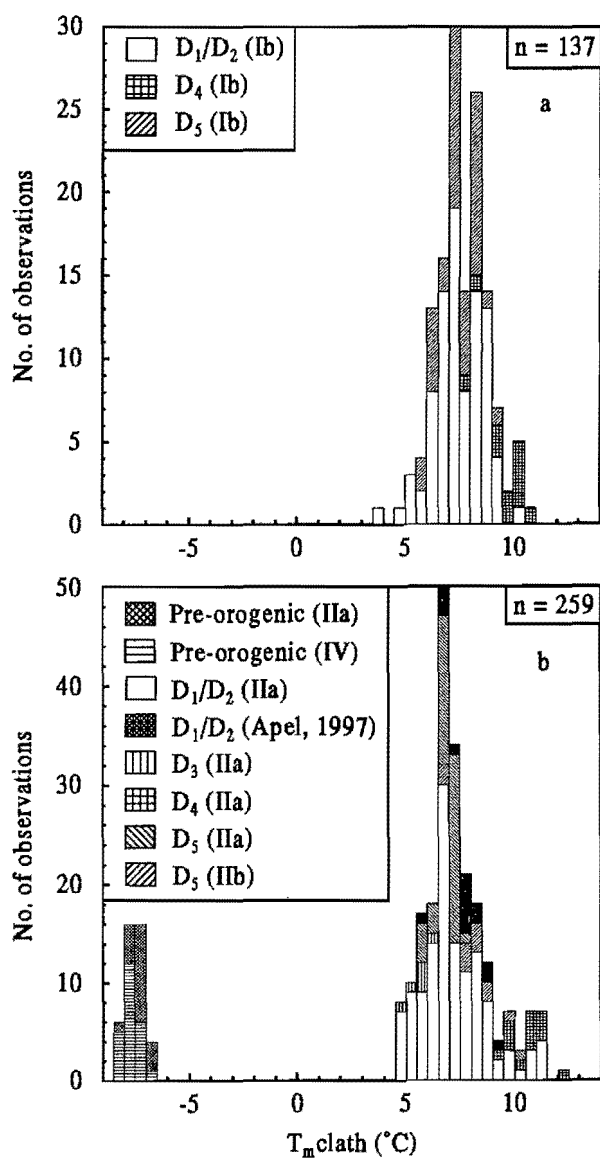 30
25
20
15
10
5
0
No. of observations
D₁/D₂ (Ib)
D₄ (Ib)
D₅ (Ib)
n = 137
a
-5
0
5
10
50
40
30
20
10
0
No. of observations
Pre-orogenic (IIa)
Pre-orogenic (IV)
D₁/D₂ (IIa)
D₁/D₂ (Apel, 1997)
D₃ (IIa)
D₄ (IIa)
D₅ (IIa)
D₅ (IIb)
n = 259
b
-5
0
5
10
Tₘclath (°C)